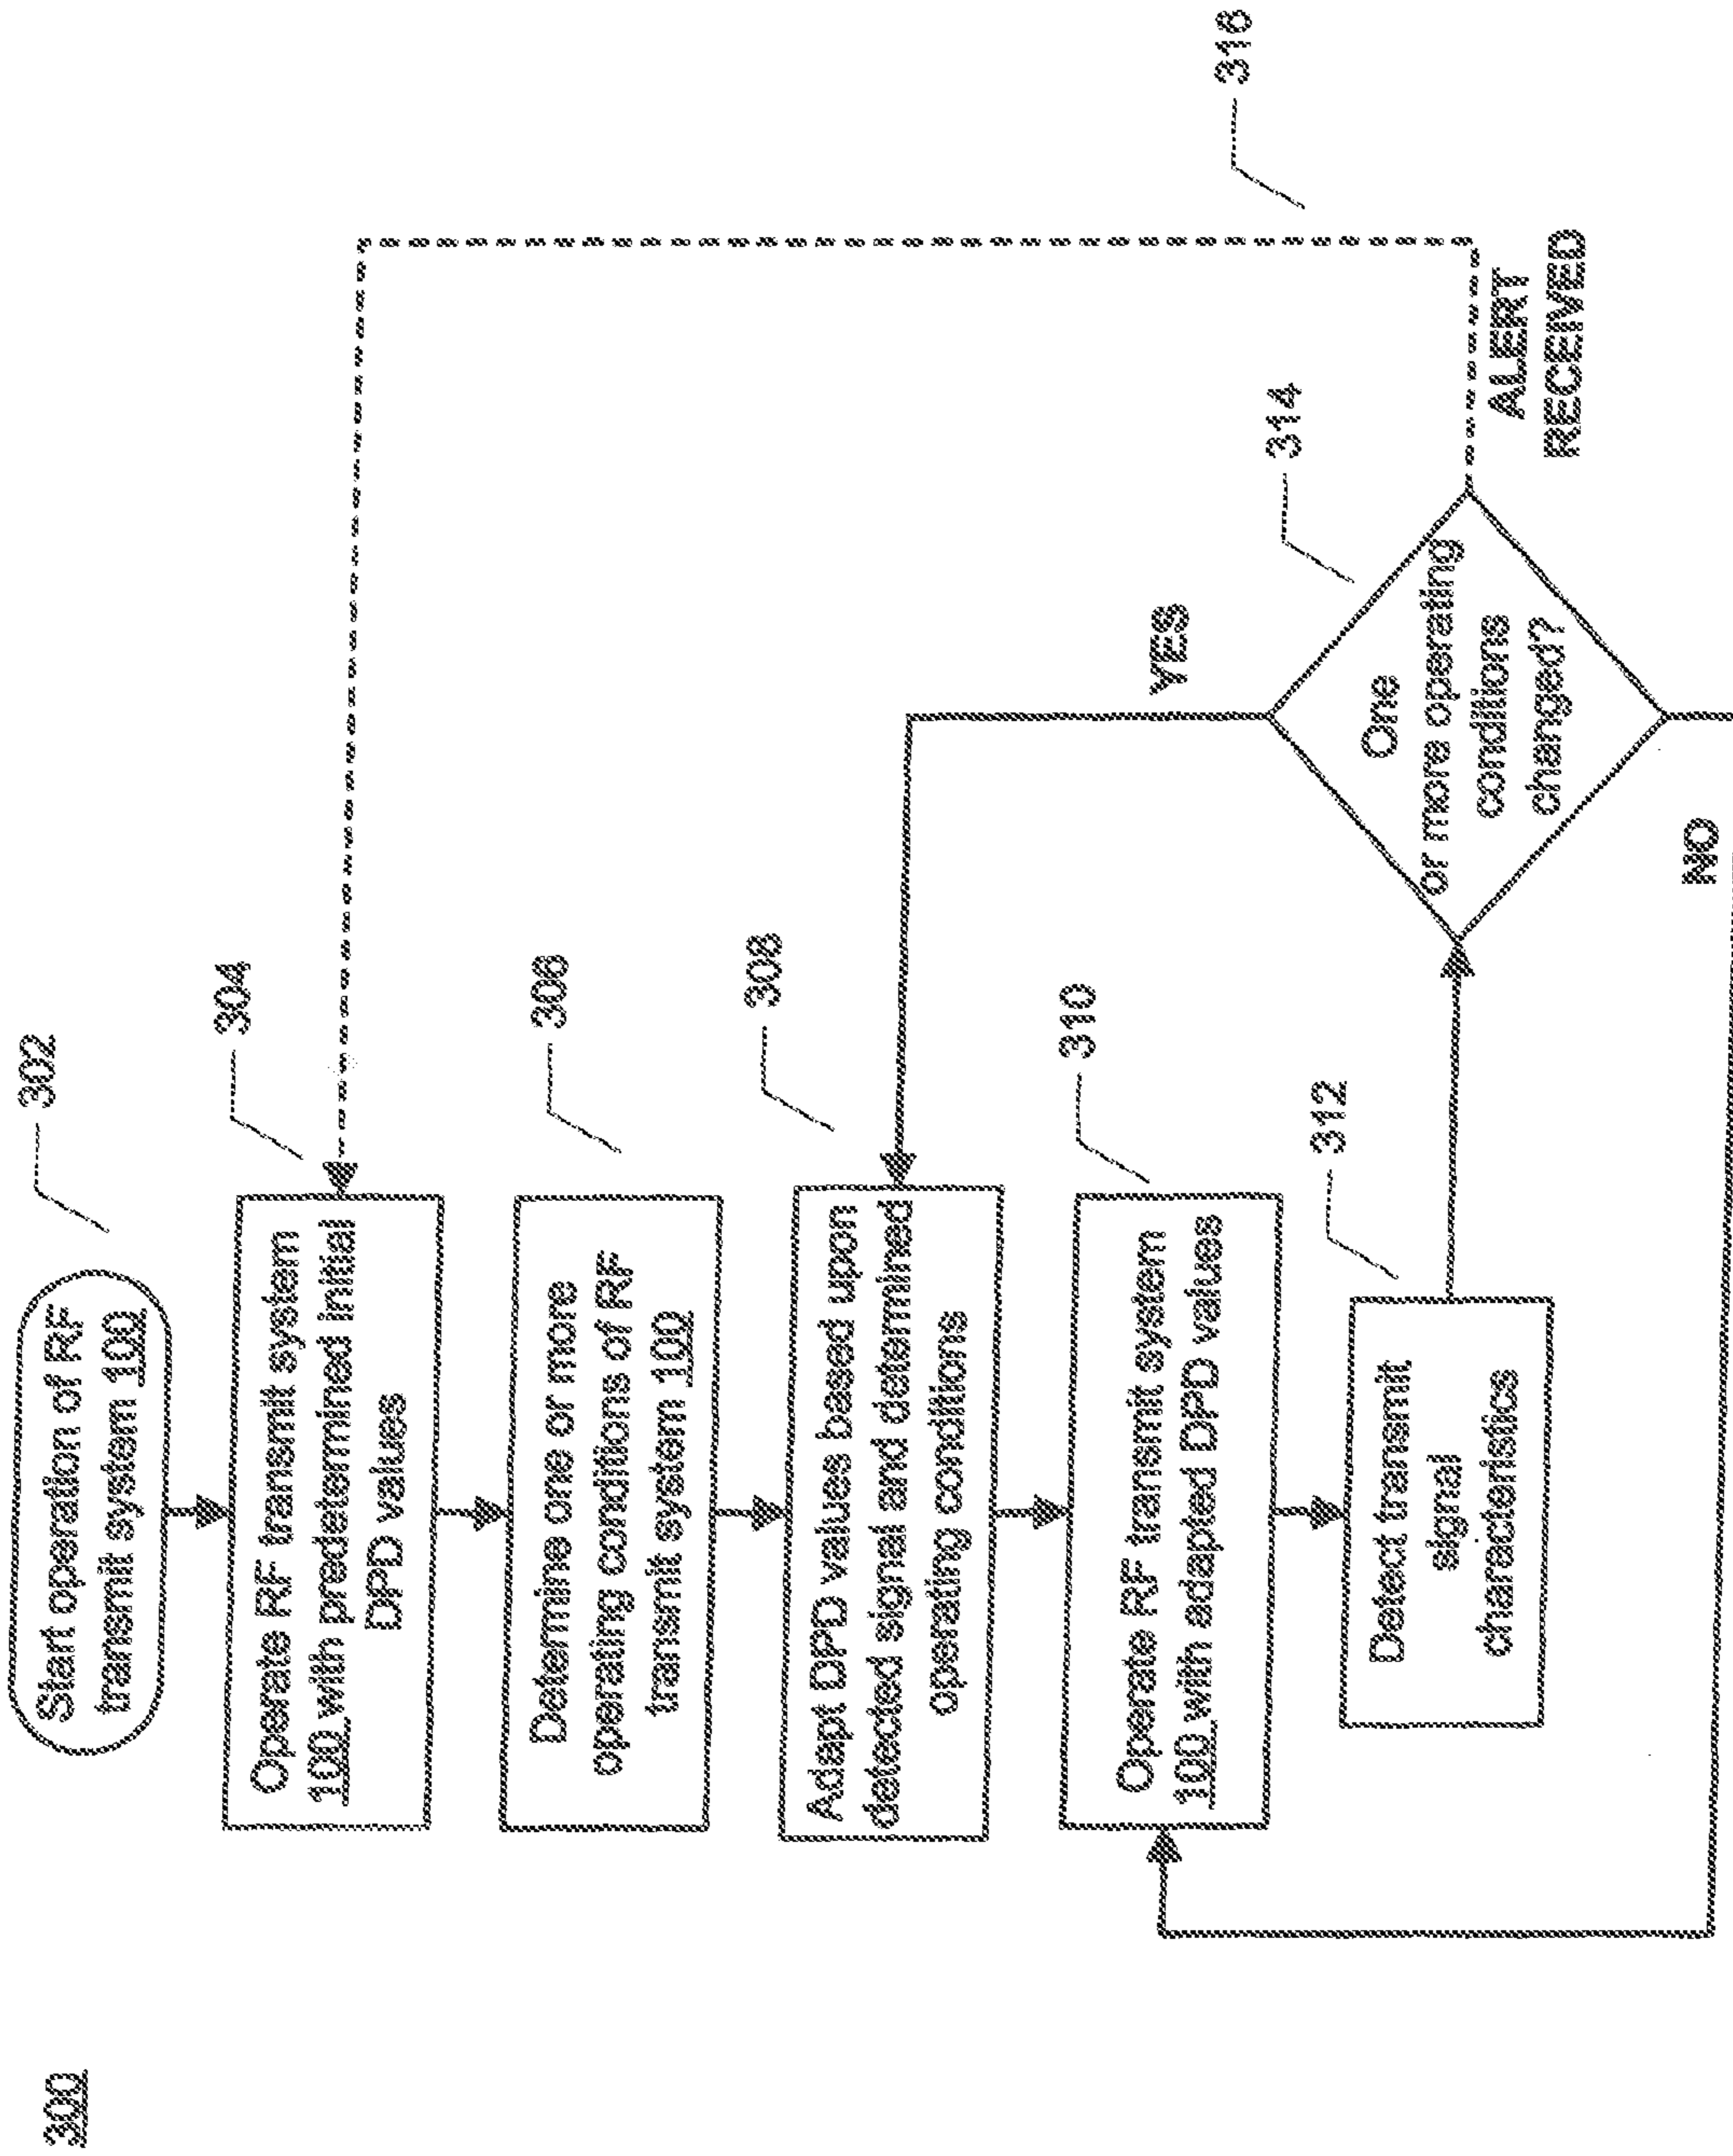 300
Start operation of RF
transmit system 100
302
Operate RF transmit system
100 with predetermined initial
DPD values
304
Determine one or more
operating conditions of RF
transmit system 100
306
Adapt DPD values based upon
detected signal and determined
operating conditions
308
Operate RF transmit system
100 with adapted DPD values
310
Detect transmit
signal
characteristics
312
One
or more operating
conditions
changed?
314
YES
NO
ALERT
RECEIVED
316